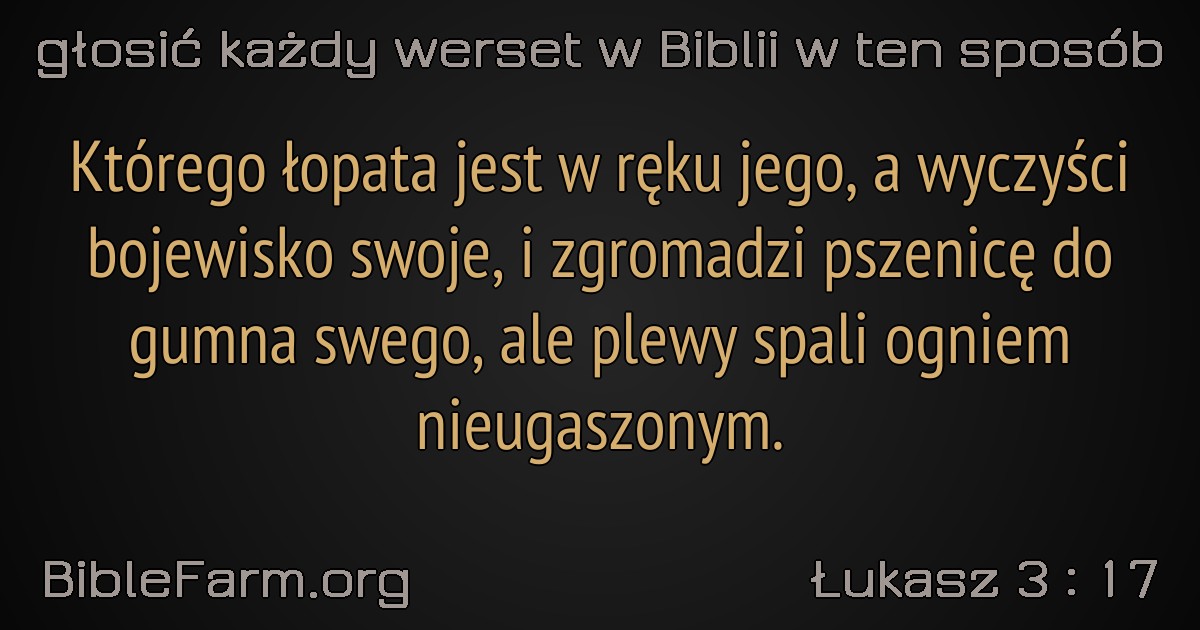 głosić każdy werset w Biblii w ten sposób
Którego łopata jest w ręku jego, a wyczyści
bojewisko swoje, i zgromadzi pszenicę do
gumna swego, ale plewy spali ogniem
nieugaszonym.
BibleFarm.org
Łukasz 3 : 17